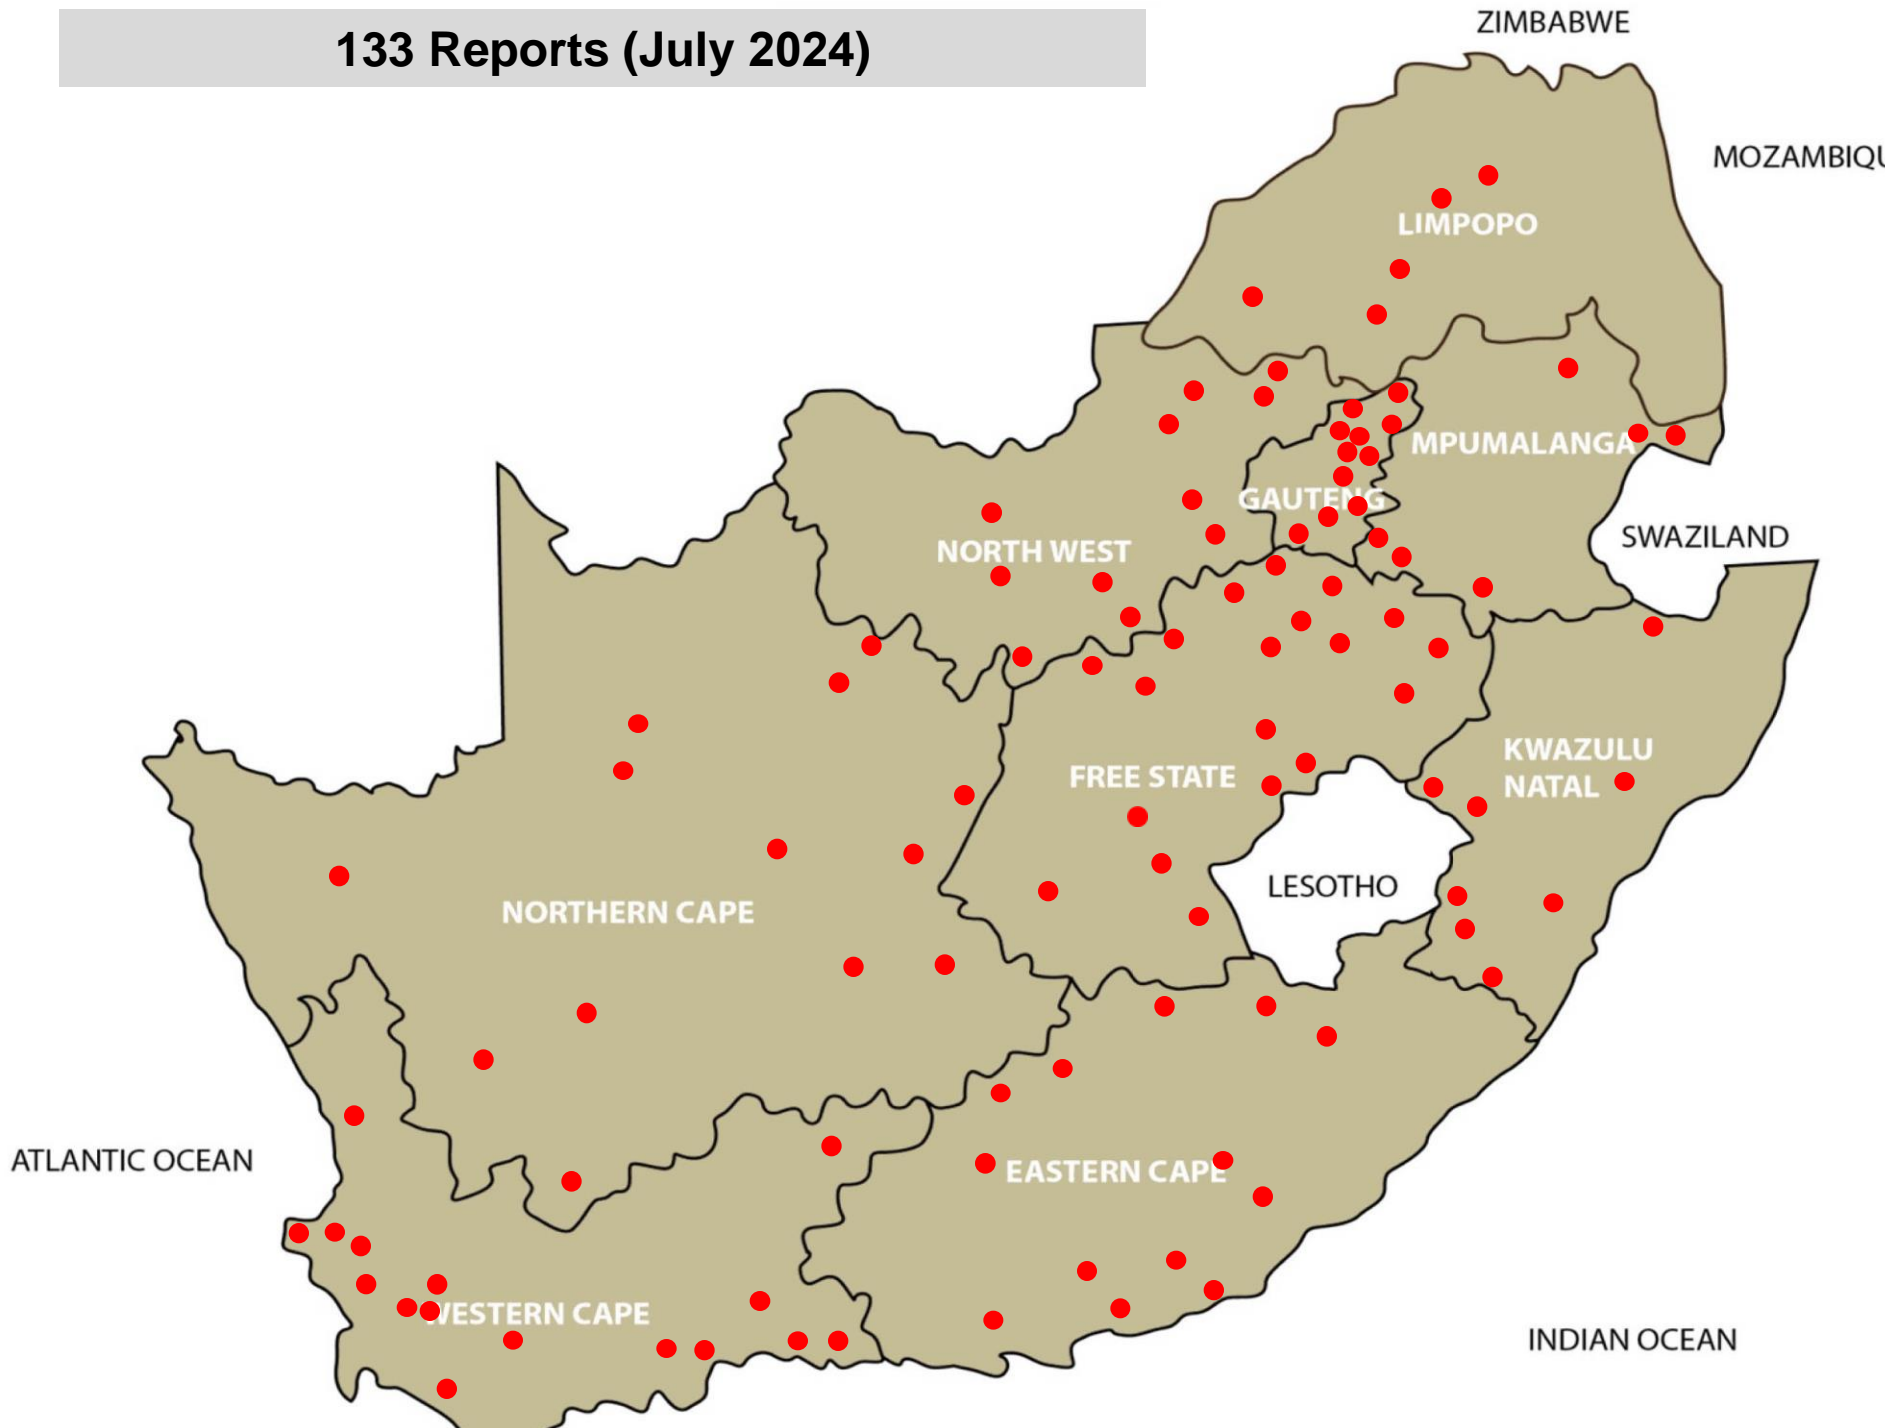 133 Reports (July 2024)
ZIMBABWE
MOZAMBIQU
LIMPOPO
MPUMALANGA
GAUTENG
SWAZILAND
NORTH WEST
KWAZULU
NATAL
FREE STATE
LESOTHO
NORTHERN CAPE
ATLANTIC OCEAN
EASTERN CAPE
WESTERN CAPE
INDIAN OCEAN